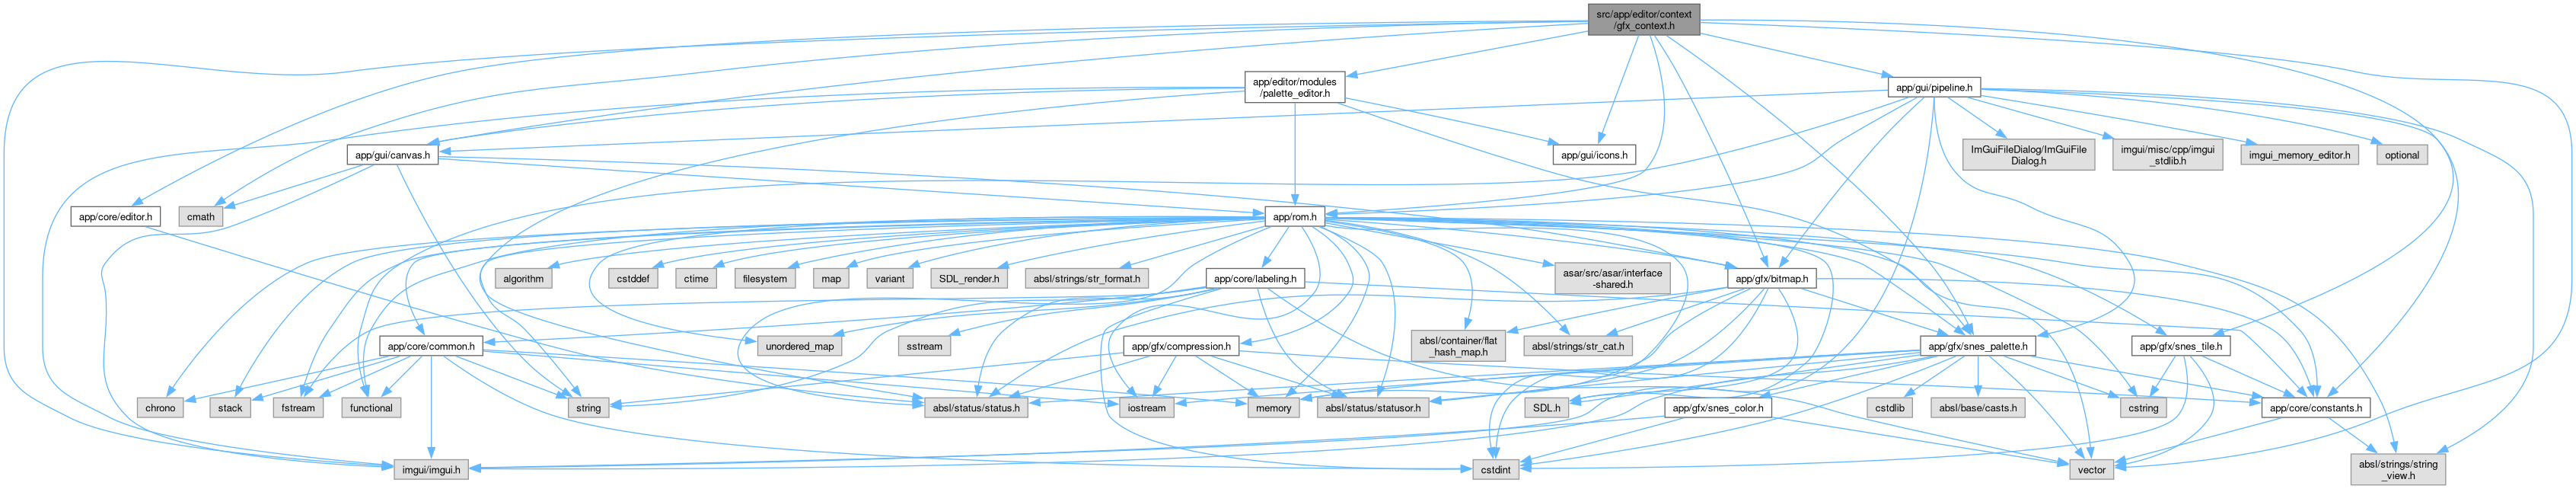 src/app/editor/context
/gfx_context.h
app/editor/modules
/palette_editor.h
app/gui/pipeline.h
app/gui/canvas.h
app/gui/icons.h
ImGuiFileDialog/ImGuiFile
Dialog.h
imgui/misc/cpp/imgui
_stdlib.h
imgui_memory_editor.h
optional
app/core/editor.h
cmath
app/rom.h
algorithm
cstddef
ctime
filesystem
map
variant
SDL_render.h
absl/strings/str_format.h
app/core/labeling.h
asar/src/asar/interface
-shared.h
app/gfx/bitmap.h
app/core/common.h
unordered_map
sstream
app/gfx/compression.h
absl/container/flat
_hash_map.h
absl/strings/str_cat.h
app/gfx/snes_palette.h
app/gfx/snes_tile.h
chrono
stack
fstream
functional
string
absl/status/status.h
iostream
memory
absl/status/statusor.h
SDL.h
app/gfx/snes_color.h
cstdlib
absl/base/casts.h
cstring
app/core/constants.h
imgui/imgui.h
cstdint
vector
absl/strings/string
_view.h